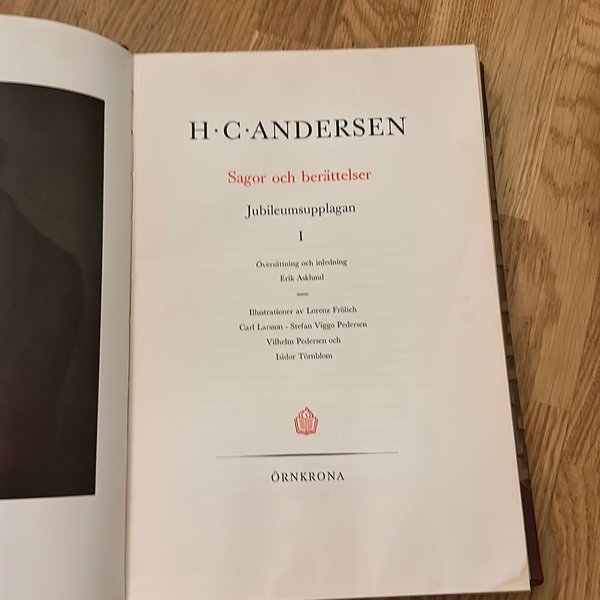 H·C·ANDERSEN
Sagor och berättelser
Jubileumsupplagan
1
Översättning och inledning
Erik Asklund
Illustrationer av Lorenz Frölich
Carl Larsson - Stefan Viggo Pedersen
Vilhelm Pedersen och
Isidor Törnblom
ÖRNKRONA